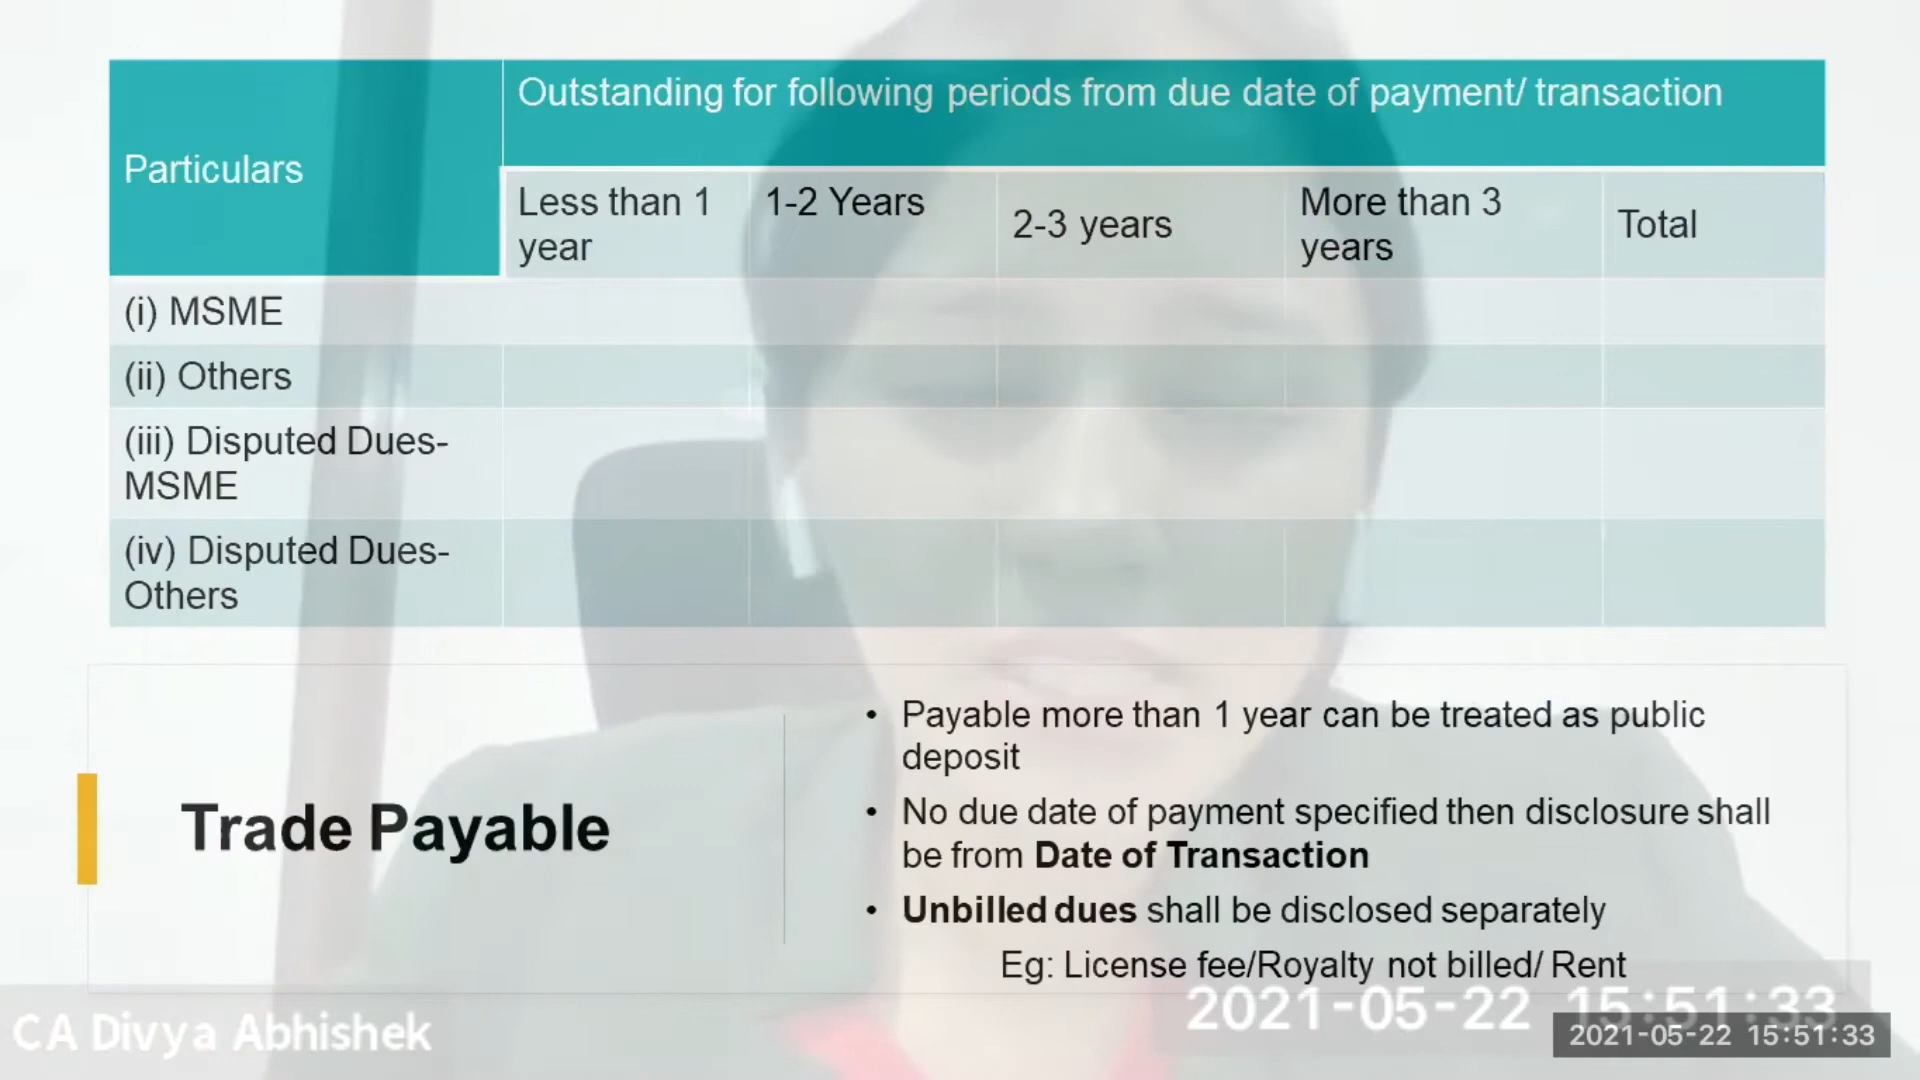 Particulars
Outstanding for following periods from due date of payment/ transaction
Less than 1
year
1-2 Years
2-3 years
More than 3
years
Total
(i) MSME
(ii) Others
(iii) Disputed Dues-
MSME
(iv) Disputed Dues-
Others
Trade Payable
• Payable more than 1 year can be treated as public
deposit
• No due date of payment specified then disclosure shall
be from Date of Transaction
• Unbilled dues shall be disclosed separately
Eg: License fee/Royalty not billed/ Rent
CA Divya Abhishek
2021-05-22 15:51:33
2021-05-22 15:51:33